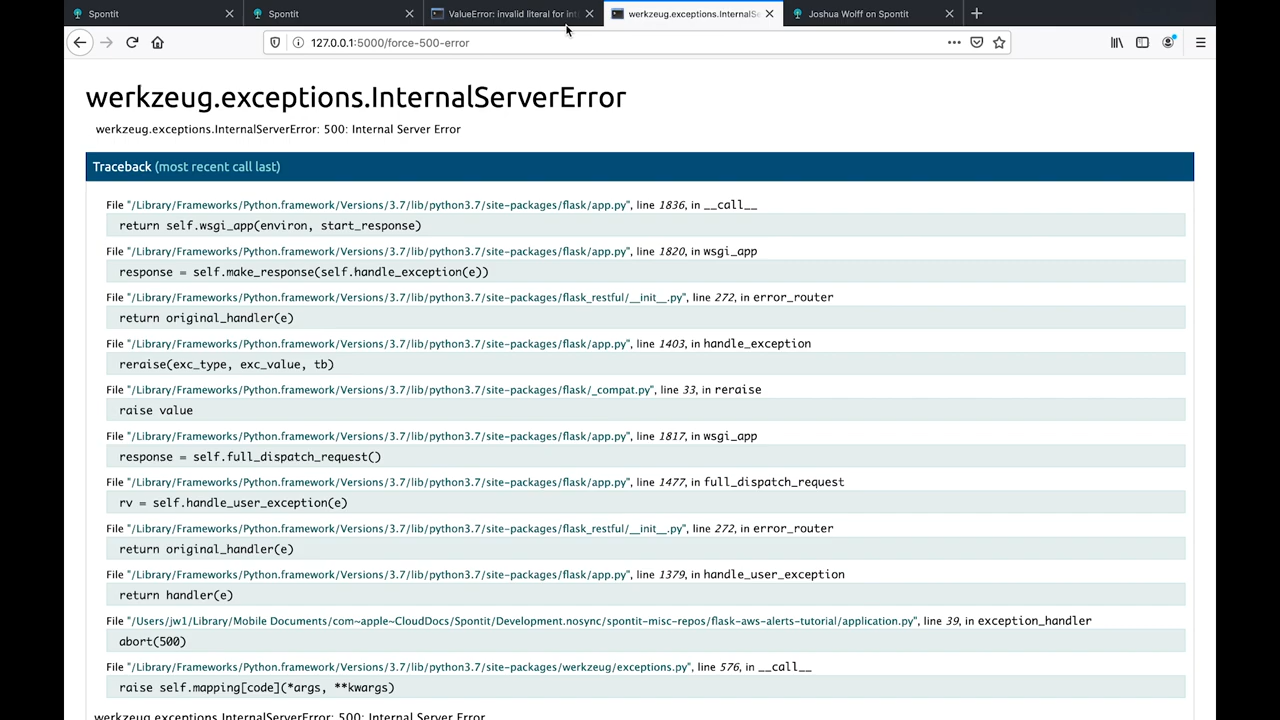 Spontit
Spontit
ValueError: invalid literal for int
werkzeug.exceptions.InternalSe
Joshua Wolff on Spontit
127.0.0.1:5000/force-500-error
werkzeug.exceptions.InternalServerError
werkzeug.exceptions.InternalServerError: 500: Internal Server Error
Traceback (most recent call last)
File "/Library/Frameworks/Python.framework/Versions/3.7/lib/python3.7/site-packages/flask/app.py", line 1836, in __call__
return self.wsgi_app(environ, start_response)
File "/Library/Frameworks/Python.framework/Versions/3.7/lib/python3.7/site-packages/flask/app.py", line 1820, in wsgi_app
response = self.make_response(self.handle_exception(e))
File "/Library/Frameworks/Python.framework/Versions/3.7/lib/python3.7/site-packages/flask_restful/__init__.py", line 272, in error_router
return original_handler(e)
File "/Library/Frameworks/Python.framework/Versions/3.7/lib/python3.7/site-packages/flask/app.py", line 1403, in handle_exception
reraise(exc_type, exc_value, tb)
File "/Library/Frameworks/Python.framework/Versions/3.7/lib/python3.7/site-packages/flask/_compat.py", line 33, in reraise
raise value
File "/Library/Frameworks/Python.framework/Versions/3.7/lib/python3.7/site-packages/flask/app.py", line 1817, in wsgi_app
response = self.full_dispatch_request()
File "/Library/Frameworks/Python.framework/Versions/3.7/lib/python3.7/site-packages/flask/app.py", line 1477, in full_dispatch_request
rv = self.handle_user_exception(e)
File "/Library/Frameworks/Python.framework/Versions/3.7/lib/python3.7/site-packages/flask_restful/__init__.py", line 272, in error_router
return original_handler(e)
File "/Library/Frameworks/Python.framework/Versions/3.7/lib/python3.7/site-packages/flask/app.py", line 1379, in handle_user_exception
return handler(e)
File "/Users/jw1/Library/Mobile Documents/com~apple~CloudDocs/Spontit/Development.nosync/spontit-misc-repos/flask-aws-alerts-tutorial/application.py", line 39, in exception_handler
abort(500)
File "/Library/Frameworks/Python.framework/Versions/3.7/lib/python3.7/site-packages/werkzeug/exceptions.py", line 576, in __call__
raise self.mapping[code](*args, **kwargs)
werkzeug.exceptions.InternalServerError: 500: Internal Server Error